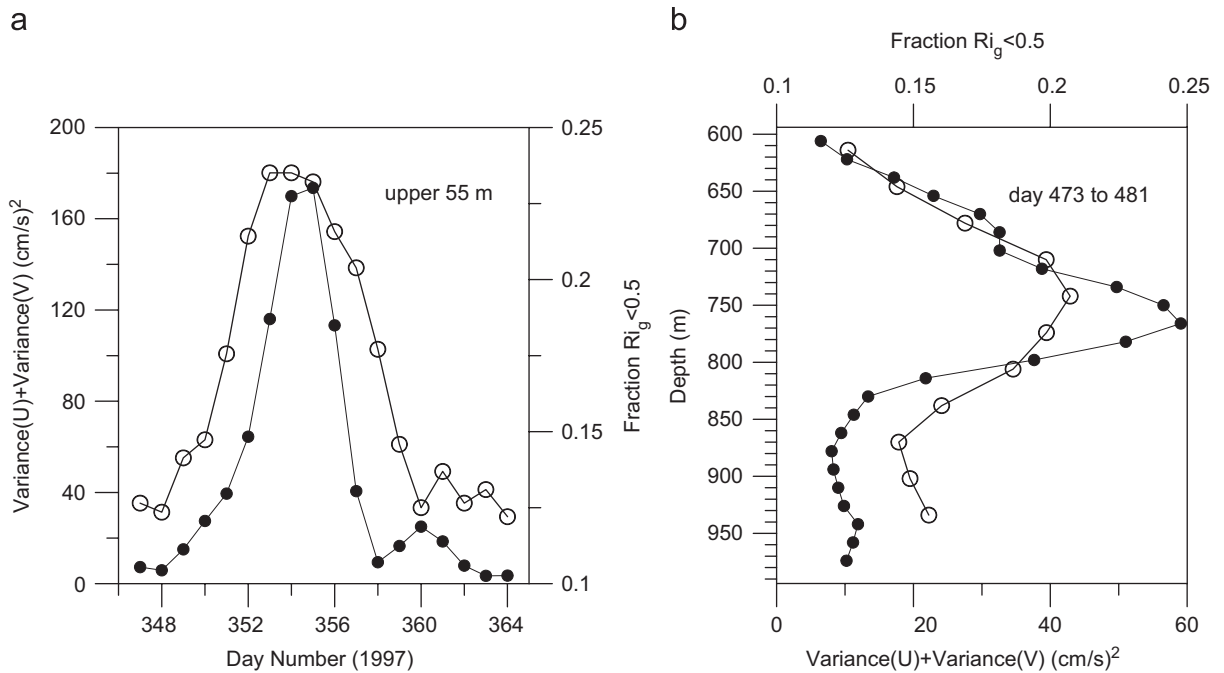 a
200
160
120
80
40
0
Variance(U)+Variance(V) (cm/s)²
upper 55 m
0.25
0.2
0.15
0.1
Fraction Ri_g<0.5
348 352 356 360 364
Day Number (1997)
b
Fraction Ri_g<0.5
0.1 0.15 0.2 0.25
600
650
700
750
800
850
900
950
Depth (m)
day 473 to 481
0 20 40 60
Variance(U)+Variance(V) (cm/s)²